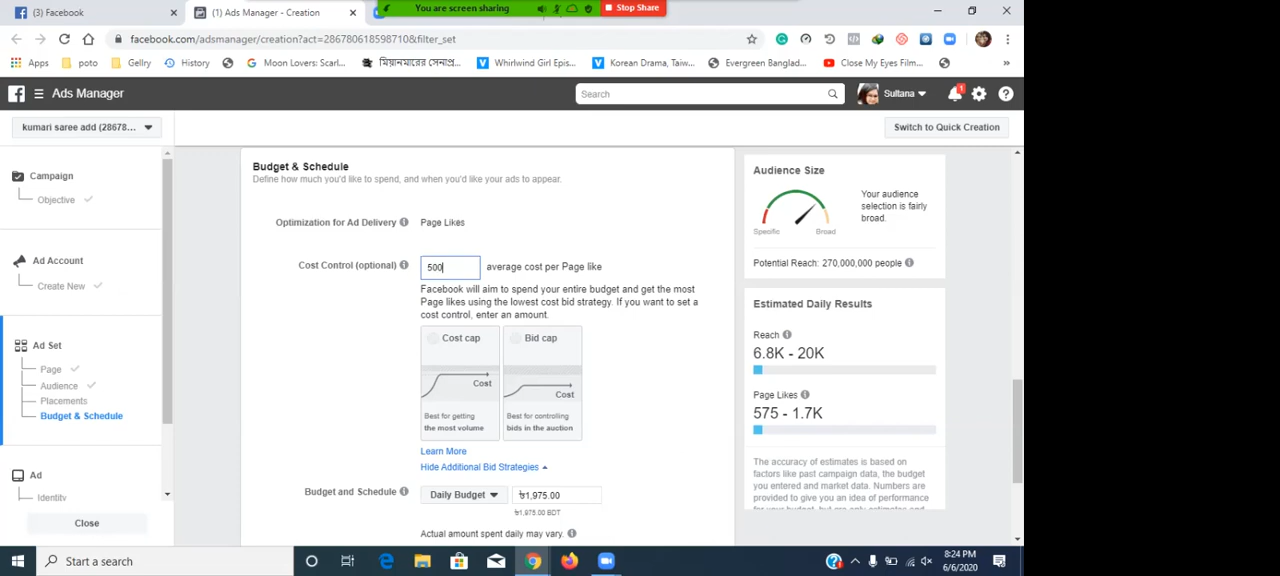 (3) Facebook
(1) Ads Manager - Creation
You are screen sharing
Stop Share
facebook.com/adsmanager/creation?act=286780618598710&filter_set
Apps
poto
Gellry
History
Moon Lovers: Scarl...
মিয়ানমারের সেনাপ্র...
Whirlwind Girl Epis...
Korean Drama, Taiw...
Evergreen Banglad...
Close My Eyes Film...
Ads Manager
Search
Sultana
1
kumari saree add (28678...
Switch to Quick Creation
Campaign
Objective
Ad Account
Create New
Ad Set
Page
Audience
Placements
Budget & Schedule
Ad
Identity
Close
Budget & Schedule
Define how much you'd like to spend, and when you'd like your ads to appear.
Optimization for Ad Delivery
Page Likes
Cost Control (optional)
500
average cost per Page like
Facebook will aim to spend your entire budget and get the most
Page likes using the lowest cost bid strategy. If you want to set a
cost control, enter an amount.
Cost cap
Cost
Best for getting
the most volume
Bid cap
Cost
Best for controlling
bids in the auction
Learn More
Hide Additional Bid Strategies
Budget and Schedule
Daily Budget
৳1,975.00
৳1,975.00 BDT
Actual amount spent daily may vary.
Audience Size
Specific
Broad
Your audience
selection is fairly
broad.
Potential Reach: 270,000,000 people
Estimated Daily Results
Reach
6.8K - 20K
Page Likes
575 - 1.7K
The accuracy of estimates is based on
factors like past campaign data, the budget
you entered and market data. Numbers are
provided to give you an idea of performance
Start a search
8:24 PM
6/6/2020